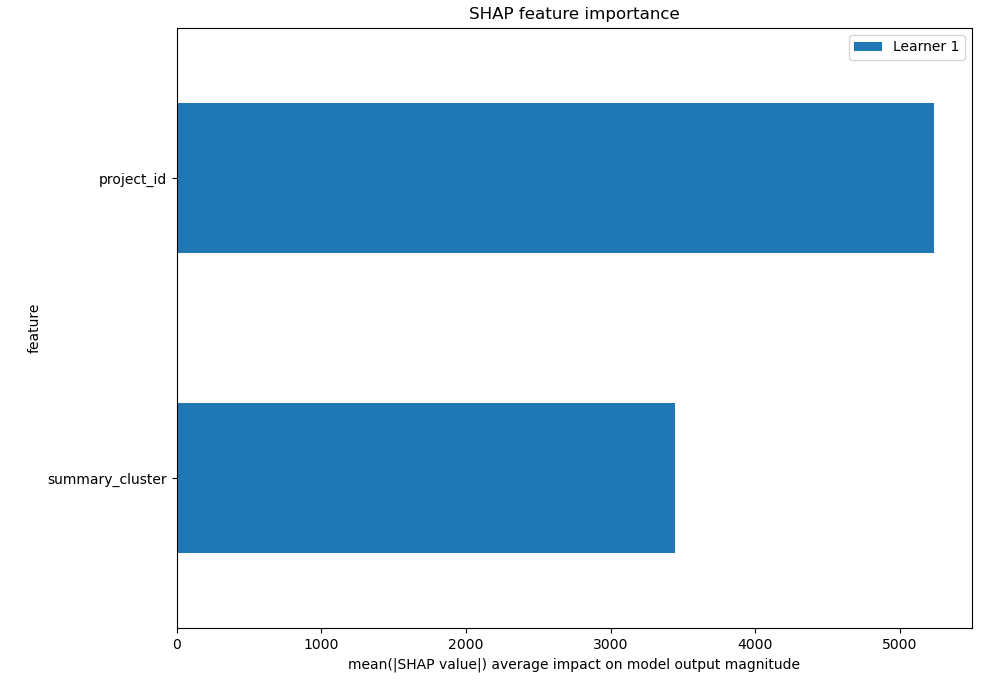 SHAP feature importance
Learner 1
project_id
feature
summary_cluster
0 1000 2000 3000 4000 5000
mean(|SHAP value|) average impact on model output magnitude